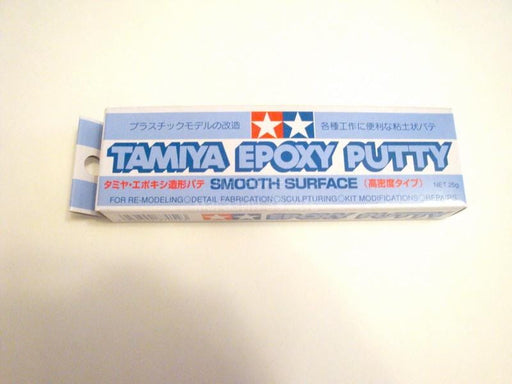 プラスチックモデルの改造 各種工作に便利な粘土状パテ
TAMIYA EPOXY PUTTY
タミヤ・エポキシ造形パテ SMOOTH SURFACE (高密度タイプ) NET 25g
FOR RE-MODELING○DETAIL FABRICATION○SCULPTURING○KIT MODIFICATIONS○REPAIRS
EPOXY PUTTY